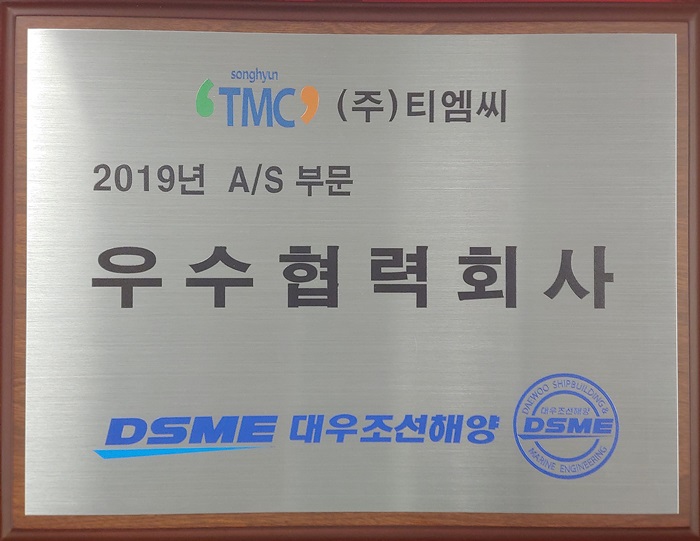 songhyun
‘TMC’ (주)티엠씨
2019년 A/S 부문
우수협력회사
DSME 대우조선해양
DAEWOO SHIPBUILDING &
대우조선해양
DSME
MARINE ENGINEERING